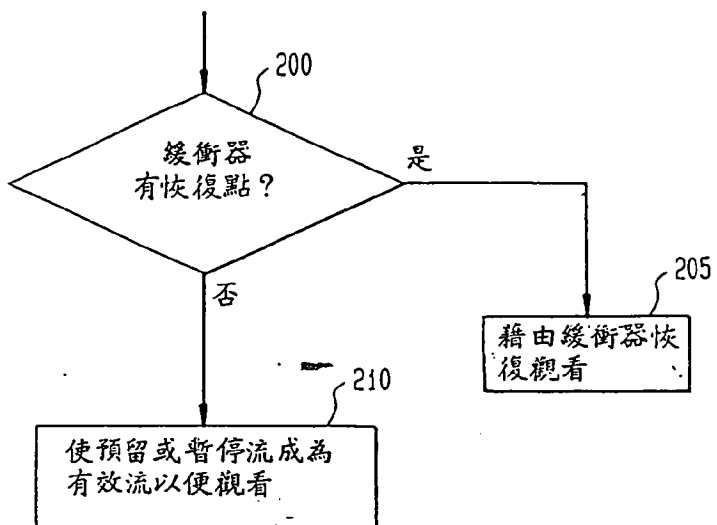 200
緩衝器
有恢復點？
是
205
藉由緩衝器恢
復觀看
否
210
使預留或暫停流成為
有效流以便觀看